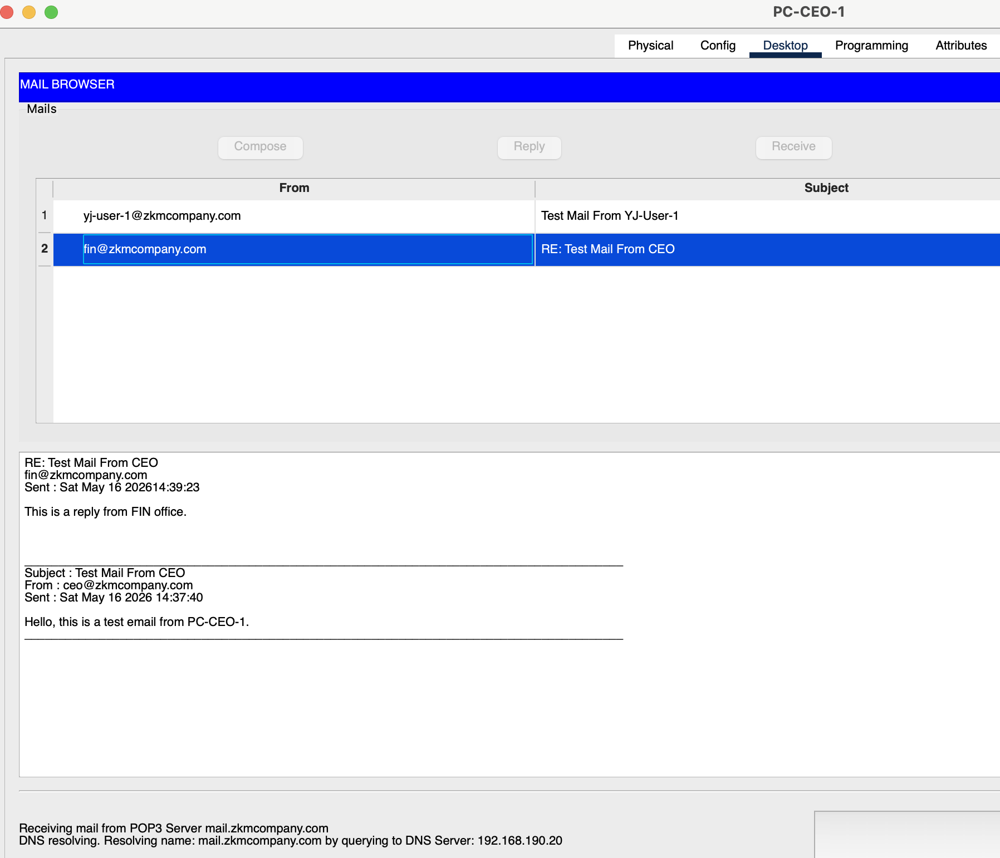 PC-CEO-1
Physical Config Desktop Programming Attributes
MAIL BROWSER
Mails
Compose Reply Receive
From Subject
1 yj-user-1@zkmcompany.com Test Mail From YJ-User-1
2 fin@zkmcompany.com RE: Test Mail From CEO
RE: Test Mail From CEO
fin@zkmcompany.com
Sent : Sat May 16 202614:39:23
This is a reply from FIN office.
Subject : Test Mail From CEO
From : ceo@zkmcompany.com
Sent : Sat May 16 2026 14:37:40
Hello, this is a test email from PC-CEO-1.
Receiving mail from POP3 Server mail.zkmcompany.com
DNS resolving. Resolving name: mail.zkmcompany.com by querying to DNS Server: 192.168.190.20